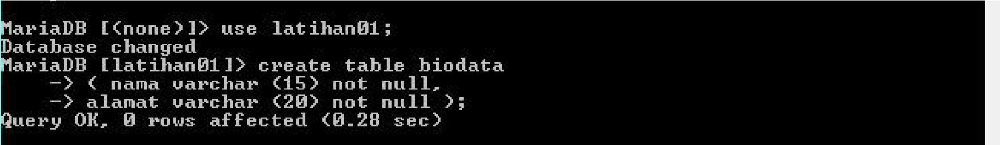 MariaDB [(none)]> use latihan01;
Database changed
MariaDB [latihan01]> create table biodata
    -> ( nama varchar (15) not null,
    -> alamat varchar (20) not null );
Query OK, 0 rows affected (0.28 sec)